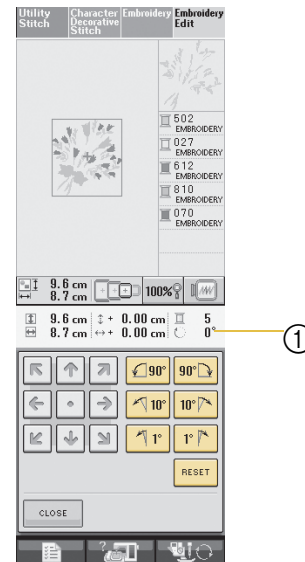 Utility Stitch
Character Decorative Stitch
Embroidery
Embroidery Edit
502
EMBROIDERY
027
EMBROIDERY
612
EMBROIDERY
810
EMBROIDERY
070
EMBROIDERY
9.6 cm
8.7 cm
100%
9.6 cm + 0.00 cm 5
8.7 cm + 0.00 cm 0°
1
90° 90°
10° 10°
1° 1°
RESET
CLOSE